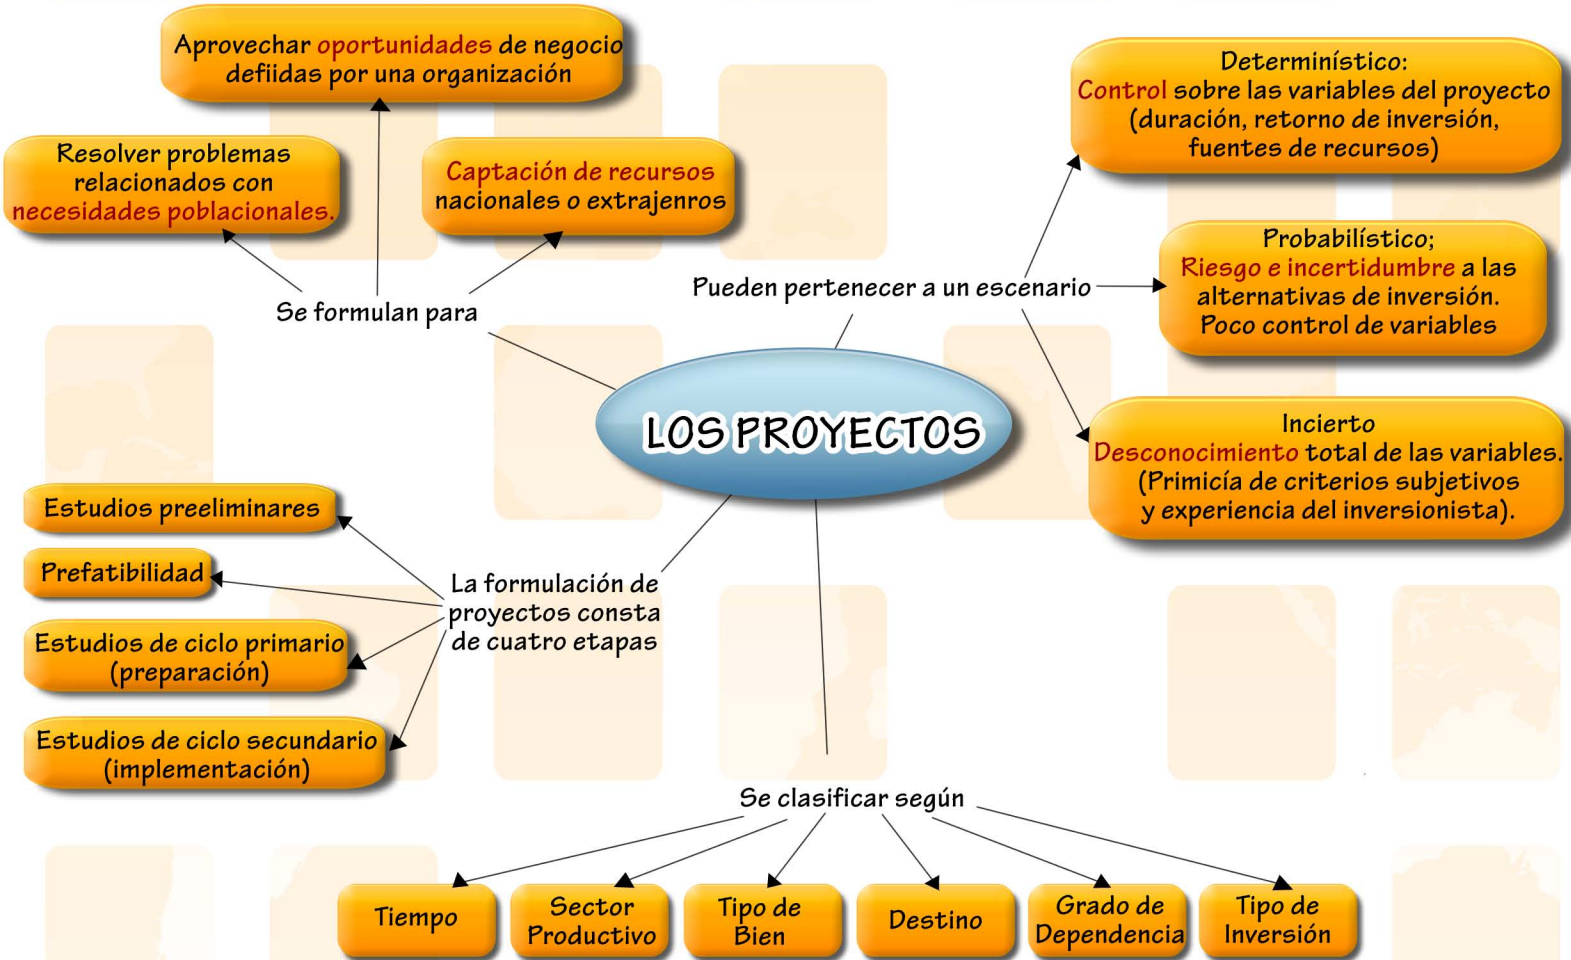 Aprovechar oportunidades de negocio
defiidas por una organización
Resolver problemas
relacionados con
necesidades poblacionales.
Captación de recursos
nacionales o extrajenros
Se formulan para
Determinístico:
Control sobre las variables del proyecto
(duración, retorno de inversión,
fuentes de recursos)
Probabilístico;
Riesgo e incertidumbre a las
alternativas de inversión.
Poco control de variables
Pueden pertenecer a un escenario
Incierto
Desconocimiento total de las variables.
(Primicía de criterios subjetivos
y experiencia del inversionista).
LOS PROYECTOS
Estudios preeliminares
Prefatibilidad
Estudios de ciclo primario
(preparación)
Estudios de ciclo secundario
(implementación)
La formulación de
proyectos consta
de cuatro etapas
Se clasificar según
Tiempo
Sector
Productivo
Tipo de
Bien
Destino
Grado de
Dependencia
Tipo de
Inversión